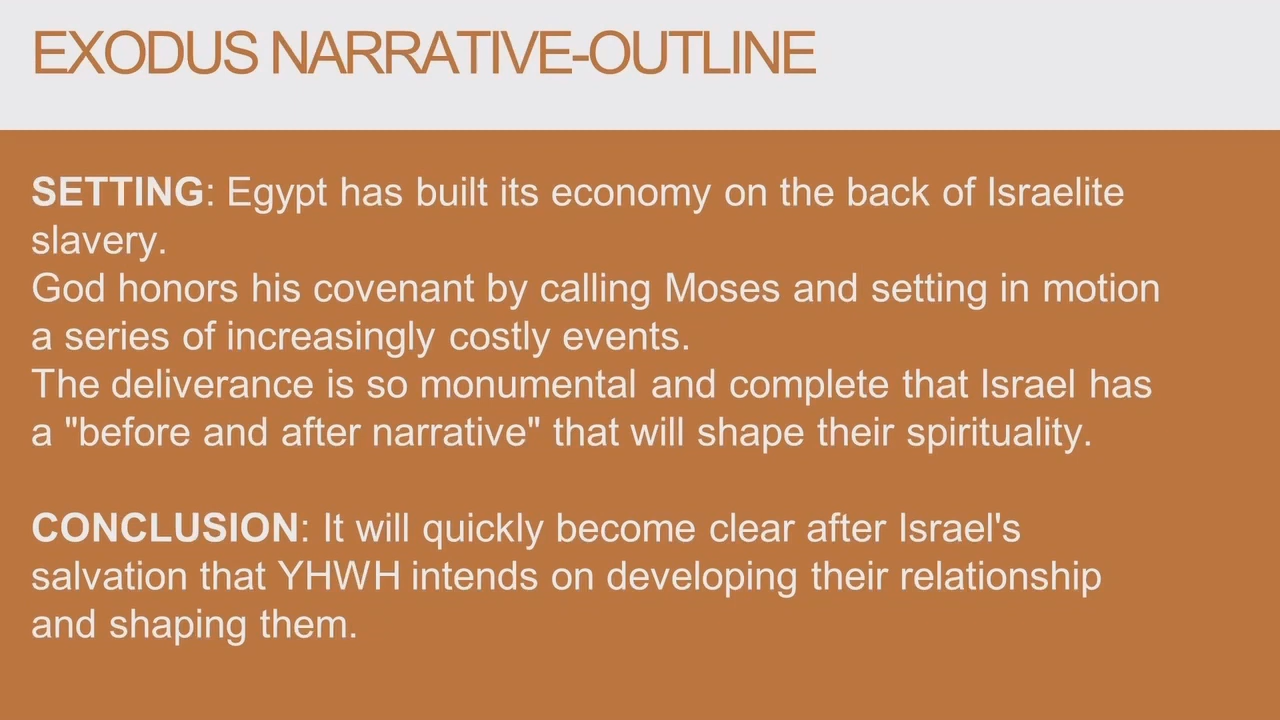 EXODUS NARRATIVE-OUTLINE
SETTING: Egypt has built its economy on the back of Israelite
slavery.
God honors his covenant by calling Moses and setting in motion
a series of increasingly costly events.
The deliverance is so monumental and complete that Israel has
a "before and after narrative" that will shape their spirituality.
CONCLUSION: It will quickly become clear after Israel's
salvation that YHWH intends on developing their relationship
and shaping them.